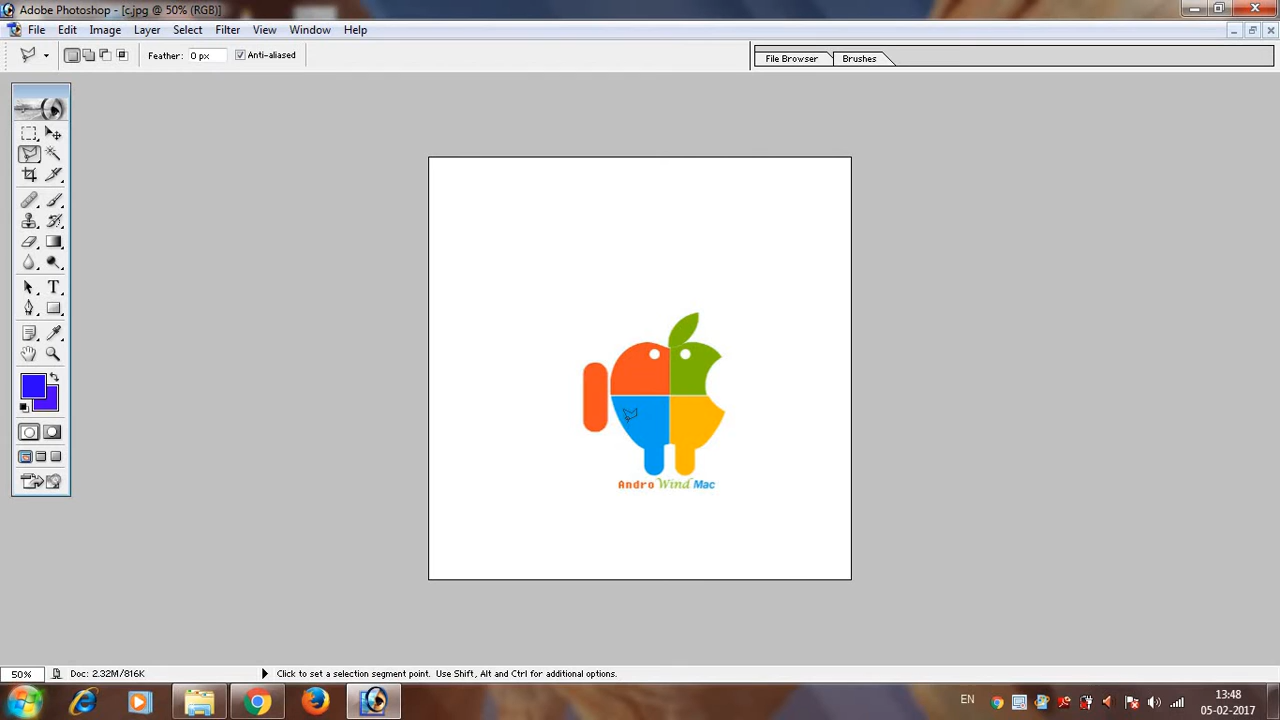 Adobe Photoshop - [c.jpg @ 50% (RGB)]
File Edit Image Layer Select Filter View Window Help
Feather: 0 px Anti-aliased File Browser Brushes
T
Andro Wind Mac
50% Doc: 2.32M/816K Click to set a selection segment point. Use Shift, Alt and Ctrl for additional options.
EN 13:48
05-02-2017